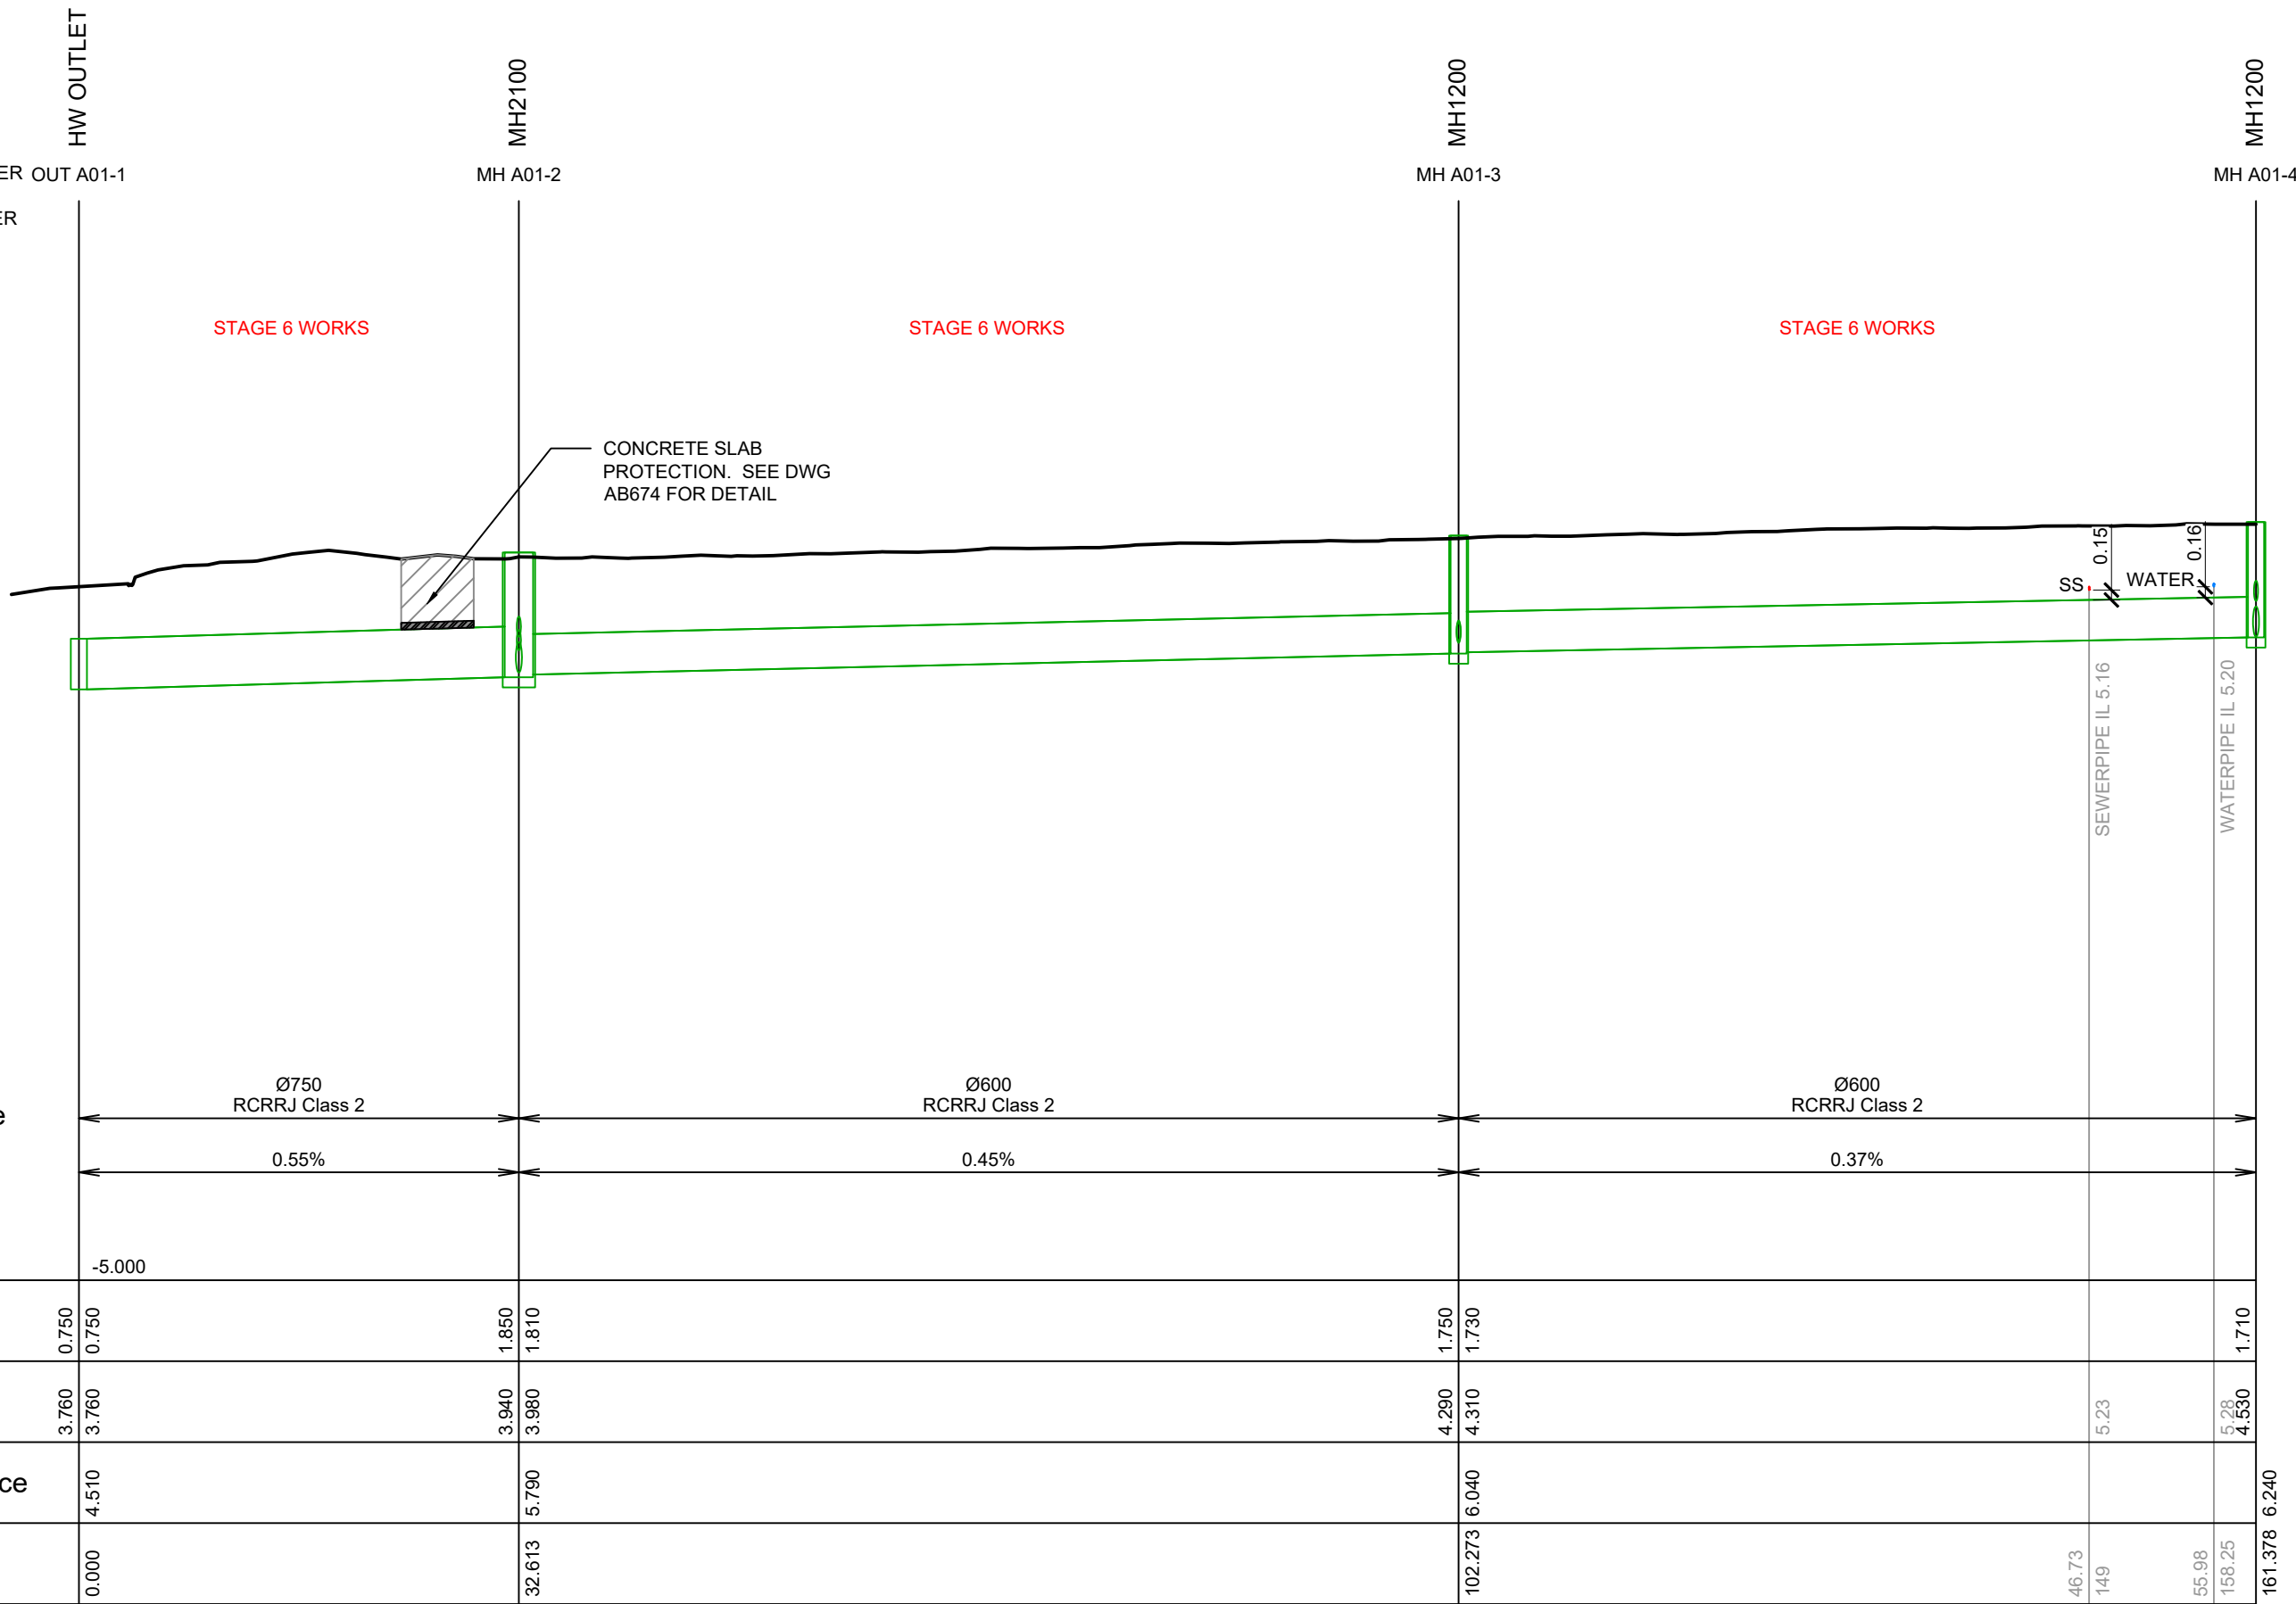 HW OUTLET
MH2100
MH1200
MH1200
ER OUT A01-1
MH A01-2
MH A01-3
MH A01-4
ER
STAGE 6 WORKS
STAGE 6 WORKS
STAGE 6 WORKS
CONCRETE SLAB
PROTECTION. SEE DWG
AB674 FOR DETAIL
0.15
0.16
SS
WATER
SEWERPIPE IL 5.16
WATERPIPE IL 5.20
Ø750
RCRRJ Class 2
Ø600
RCRRJ Class 2
Ø600
RCRRJ Class 2
e
0.55%
0.45%
0.37%
-5.000
0.750
0.750
1.850
1.810
1.750
1.730
1.710
3.760
3.760
3.940
3.980
4.290
4.310
5.23
5.28
4.530
ce
4.510
5.790
6.040
6.240
0.000
32.613
102.273
46.73
149
55.98
158.25
161.378